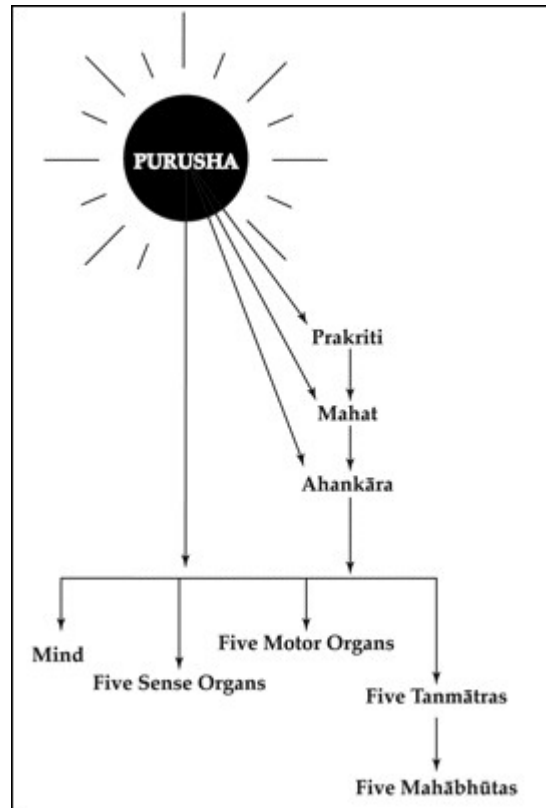 PURUSHA
Prakriti
Mahat
Ahankāra
Mind
Five Sense Organs
Five Motor Organs
Five Tanmātras
Five Mahābhūtas